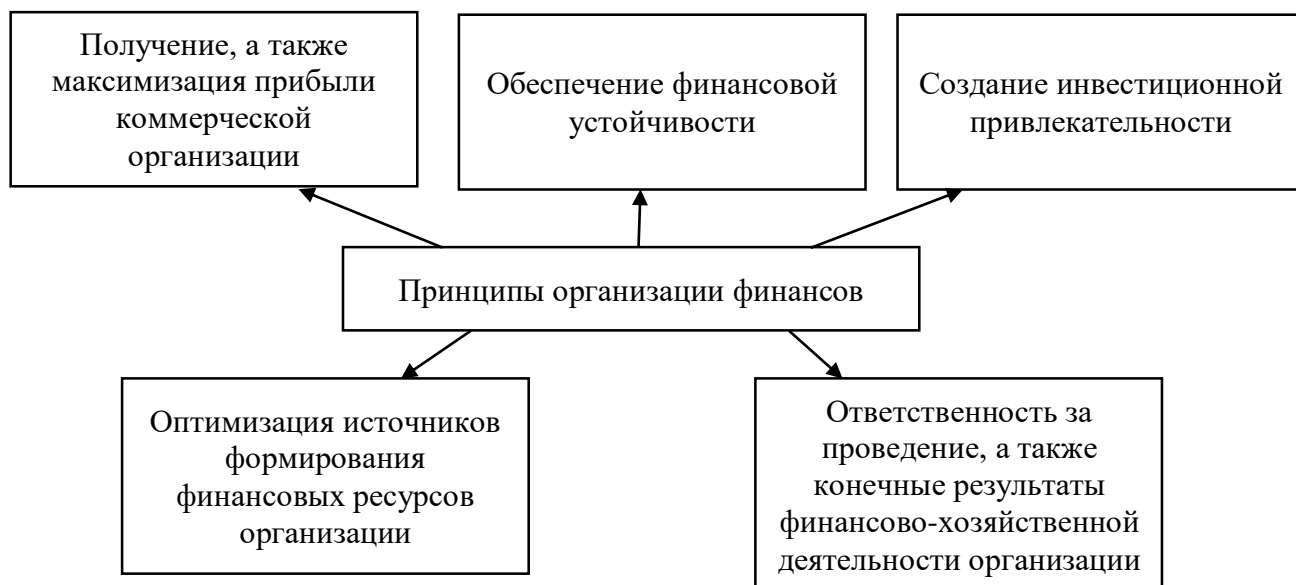 Получение, а также
максимизация прибыли
коммерческой
организации
Обеспечение финансовой
устойчивости
Создание инвестиционной
привлекательности
Принципы организации финансов
Оптимизация источников
формирования
финансовых ресурсов
организации
Ответственность за
проведение, а также
конечные результаты
финансово-хозяйственной
деятельности организации